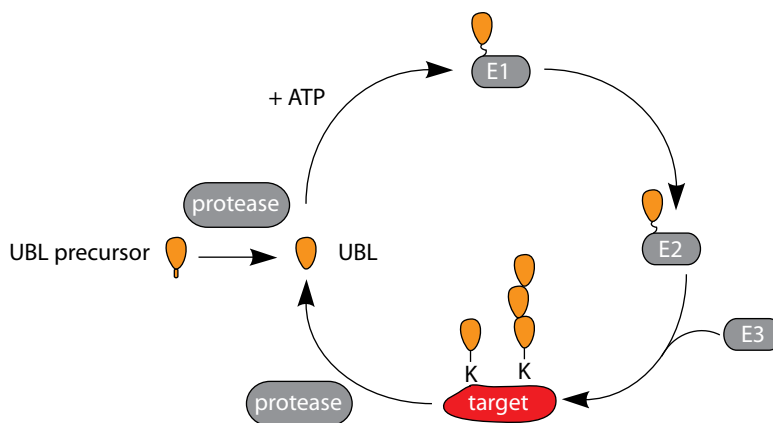 E1
+ ATP
protease
E2
UBL precursor
UBL
E3
K
K
target
protease